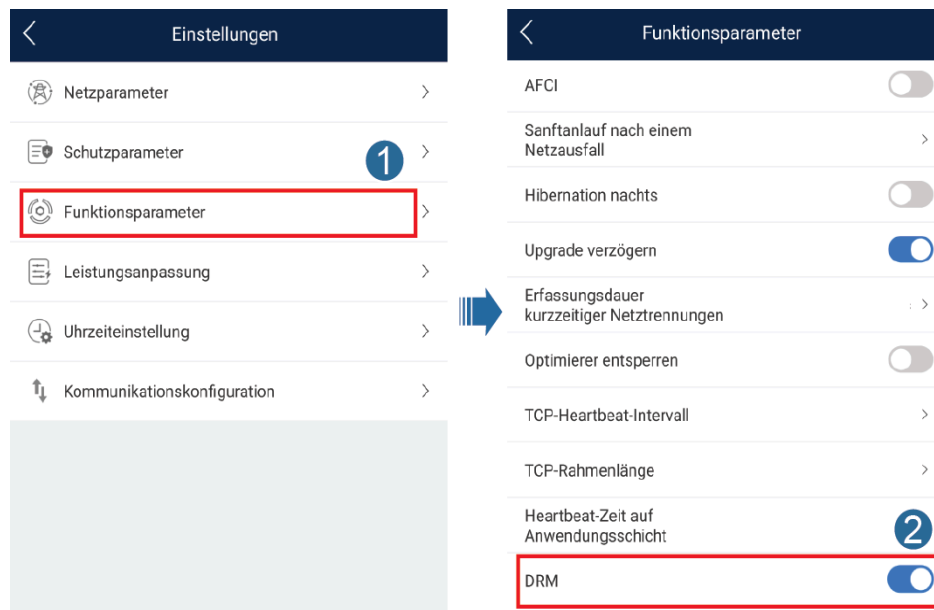 Einstellungen
Netzparameter
Schutzparameter
1
Funktionsparameter
Leistungsanpassung
Uhrzeiteinstellung
Kommunikationskonfiguration
Funktionsparameter
AFCI
Sanftanlauf nach einem
Netzausfall
Hibernation nachts
Upgrade verzögern
Erfassungsdauer
kurzzeitiger Netztrennungen
Optimierer entsperren
TCP-Heartbeat-Intervall
TCP-Rahmenlänge
Heartbeat-Zeit auf
Anwendungsschicht
2
DRM